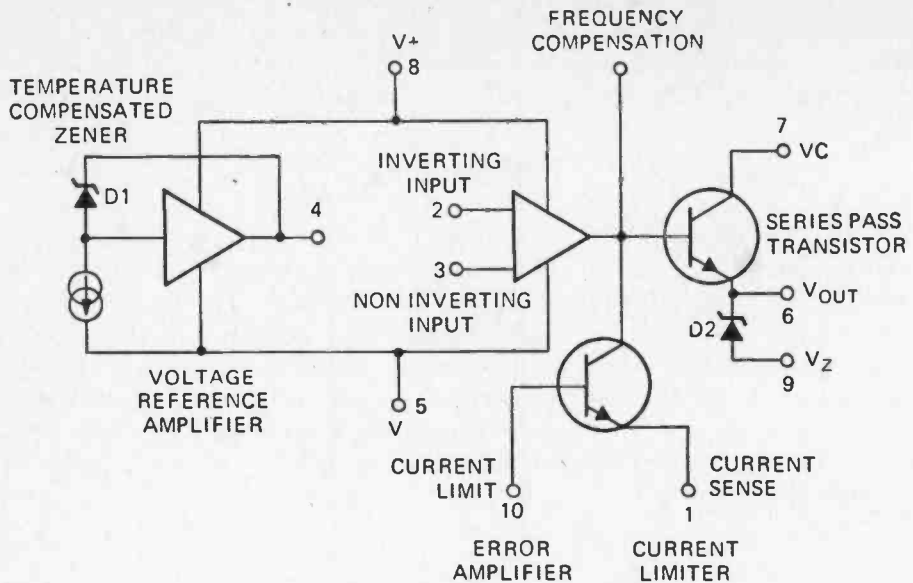 FREQUENCY
COMPENSATION
V+
8
TEMPERATURE
COMPENSATED
ZENER
7
VC
INVERTING
INPUT
D1
4
2
SERIES PASS
TRANSISTOR
3
NON INVERTING
INPUT
VOUT
6
D2
VZ
9
VOLTAGE
REFERENCE
AMPLIFIER
5
V
CURRENT
LIMIT
10
CURRENT
SENSE
1
ERROR
AMPLIFIER
CURRENT
LIMITER